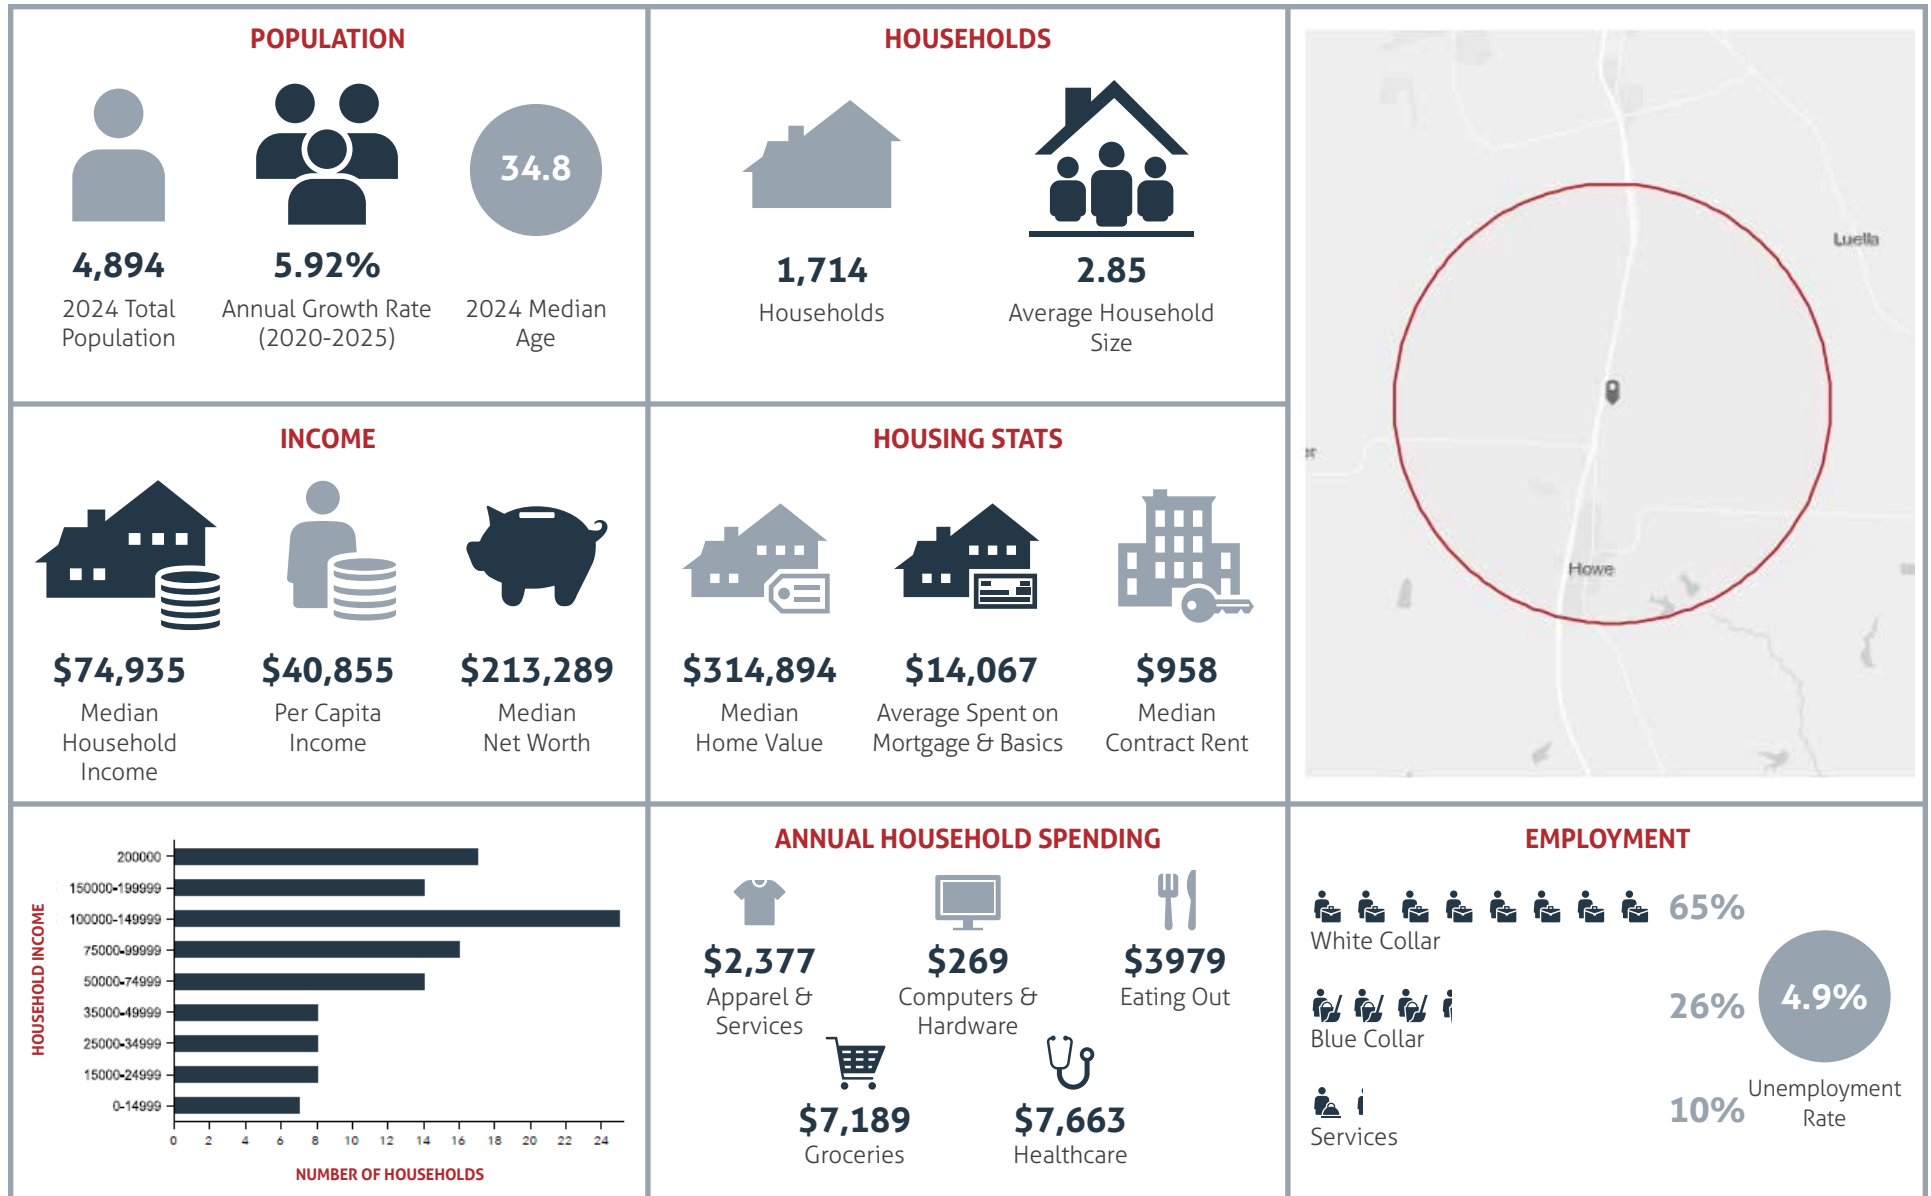 POPULATION
34.8
4,894
5.92%
2024 Total
Population
Annual Growth Rate
(2020-2025)
2024 Median
Age
HOUSEHOLDS
1,714
Households
2.85
Average Household
Size
Luella
er
Howe
INCOME
$74,935
Median
Household
Income
$40,855
Per Capita
Income
$213,289
Median
Net Worth
HOUSING STATS
$314,894
Median
Home Value
$14,067
Average Spent on
Mortgage & Basics
$958
Median
Contract Rent
HOUSEHOLD INCOME
200000
150000-199999
100000-149999
75000-99999
50000-74999
35000-49999
25000-34999
15000-24999
0-14999
0 2 4 6 8 10 12 14 16 18 20 22 24
NUMBER OF HOUSEHOLDS
ANNUAL HOUSEHOLD SPENDING
$2,377
Apparel &
Services
$269
Computers &
Hardware
$3979
Eating Out
$7,189
Groceries
$7,663
Healthcare
EMPLOYMENT
65%
White Collar
26%
Blue Collar
10%
Services
4.9%
Unemployment
Rate